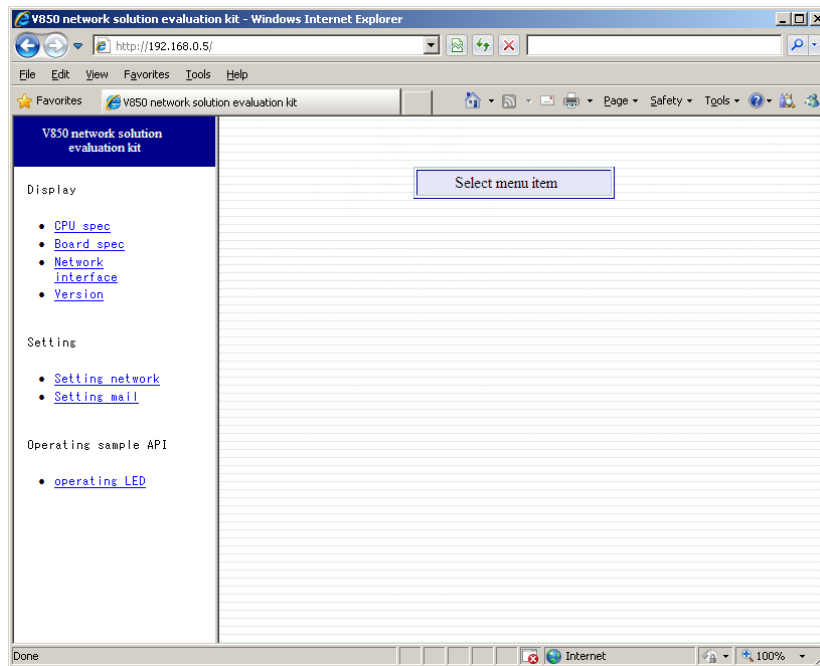 V850 network solution evaluation kit - Windows Internet Explorer
http://192.168.0.5/
File Edit View Favorites Tools Help
Favorites V850 network solution evaluation kit Page Safety Tools
V850 network solution
evaluation kit
Select menu item
Display
CPU spec
Board spec
Network
interface
Version
Setting
Setting network
Setting mail
Operating sample API
operating LED
Done Internet 100%